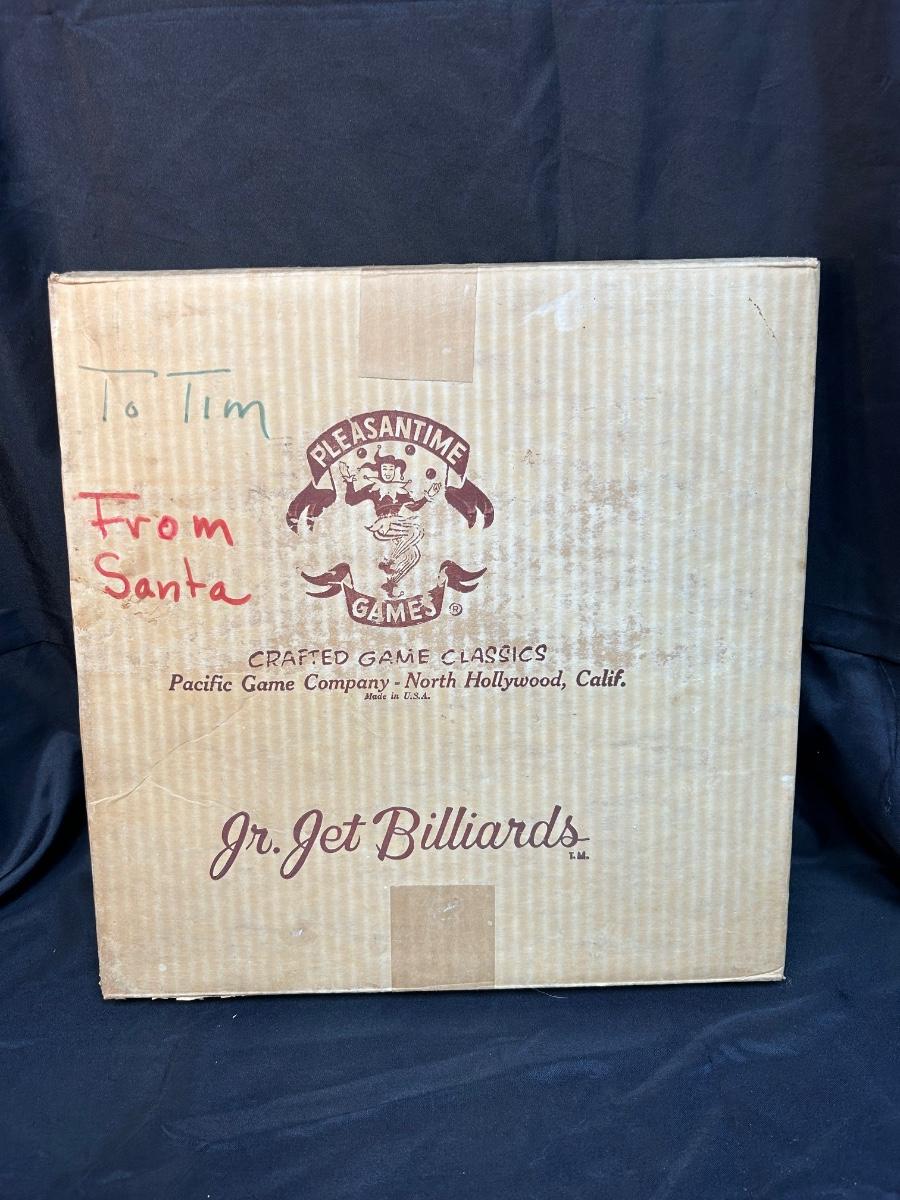 To Tim
From
Santa
PLEASANTIME
GAMES ®
CRAFTED GAME CLASSICS
Pacific Game Company - North Hollywood, Calif.
Made in U.S.A.
Jr. Jet Billiards
T.M.